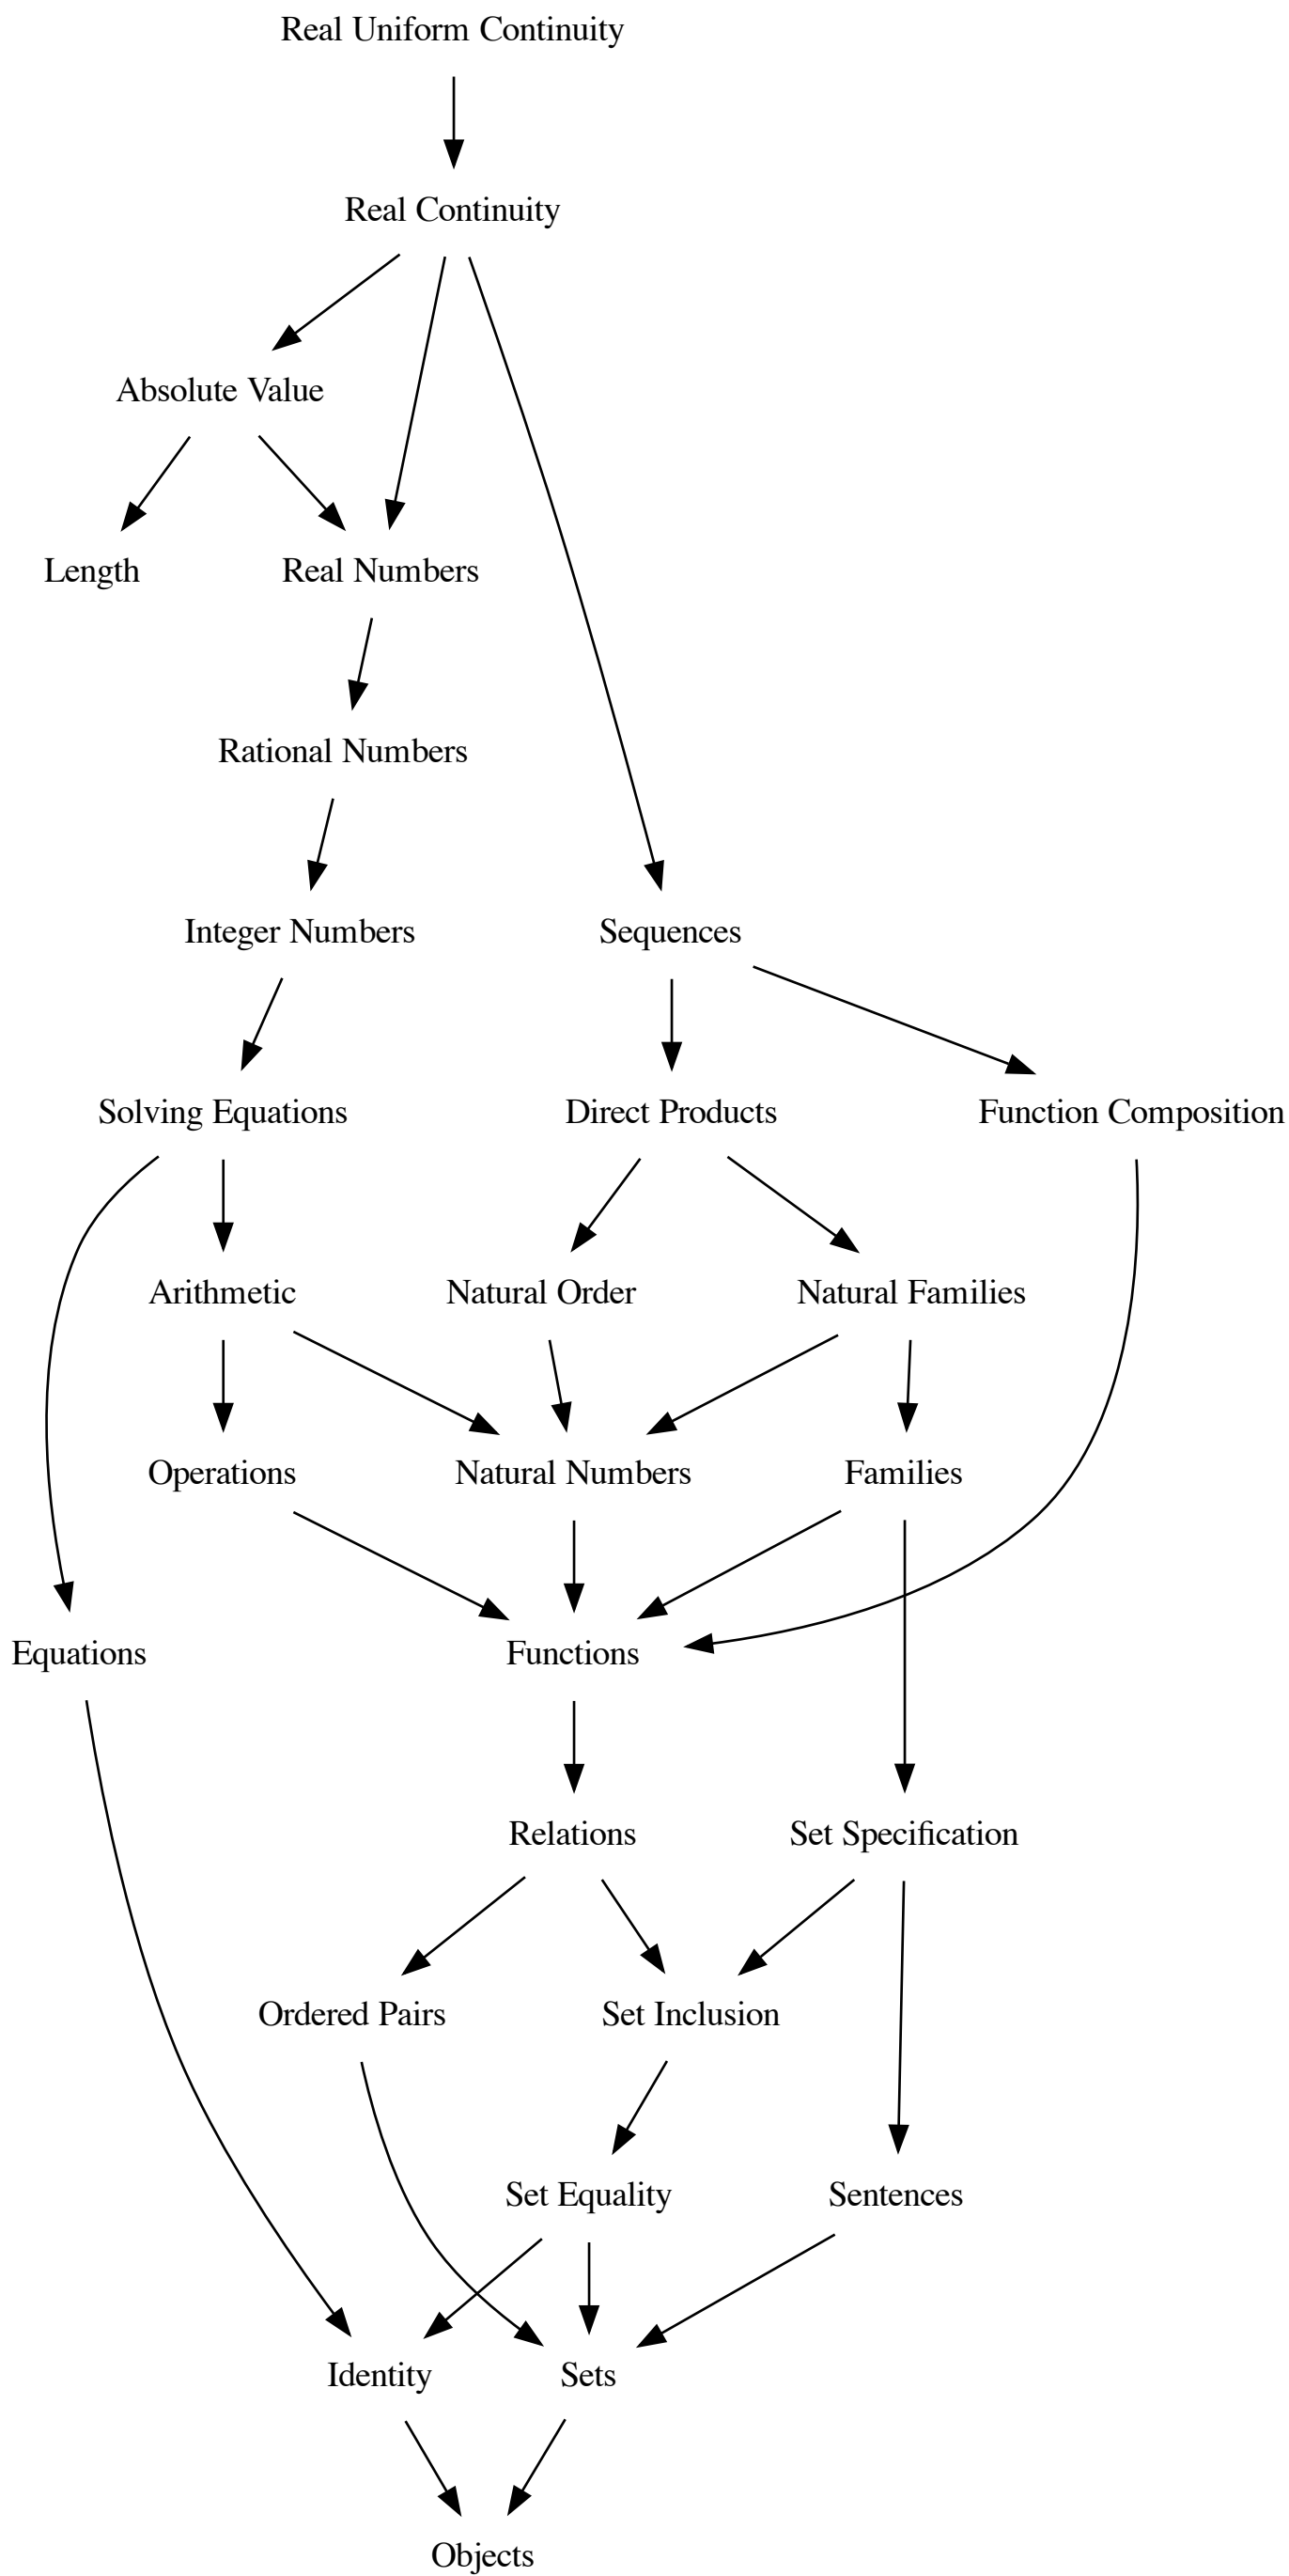 Real Uniform Continuity
Real Continuity
Absolute Value
Length
Real Numbers
Rational Numbers
Integer Numbers
Sequences
Solving Equations
Direct Products
Function Composition
Arithmetic
Natural Order
Natural Families
Operations
Natural Numbers
Families
Equations
Functions
Relations
Set Specification
Ordered Pairs
Set Inclusion
Set Equality
Sentences
Identity
Sets
Objects